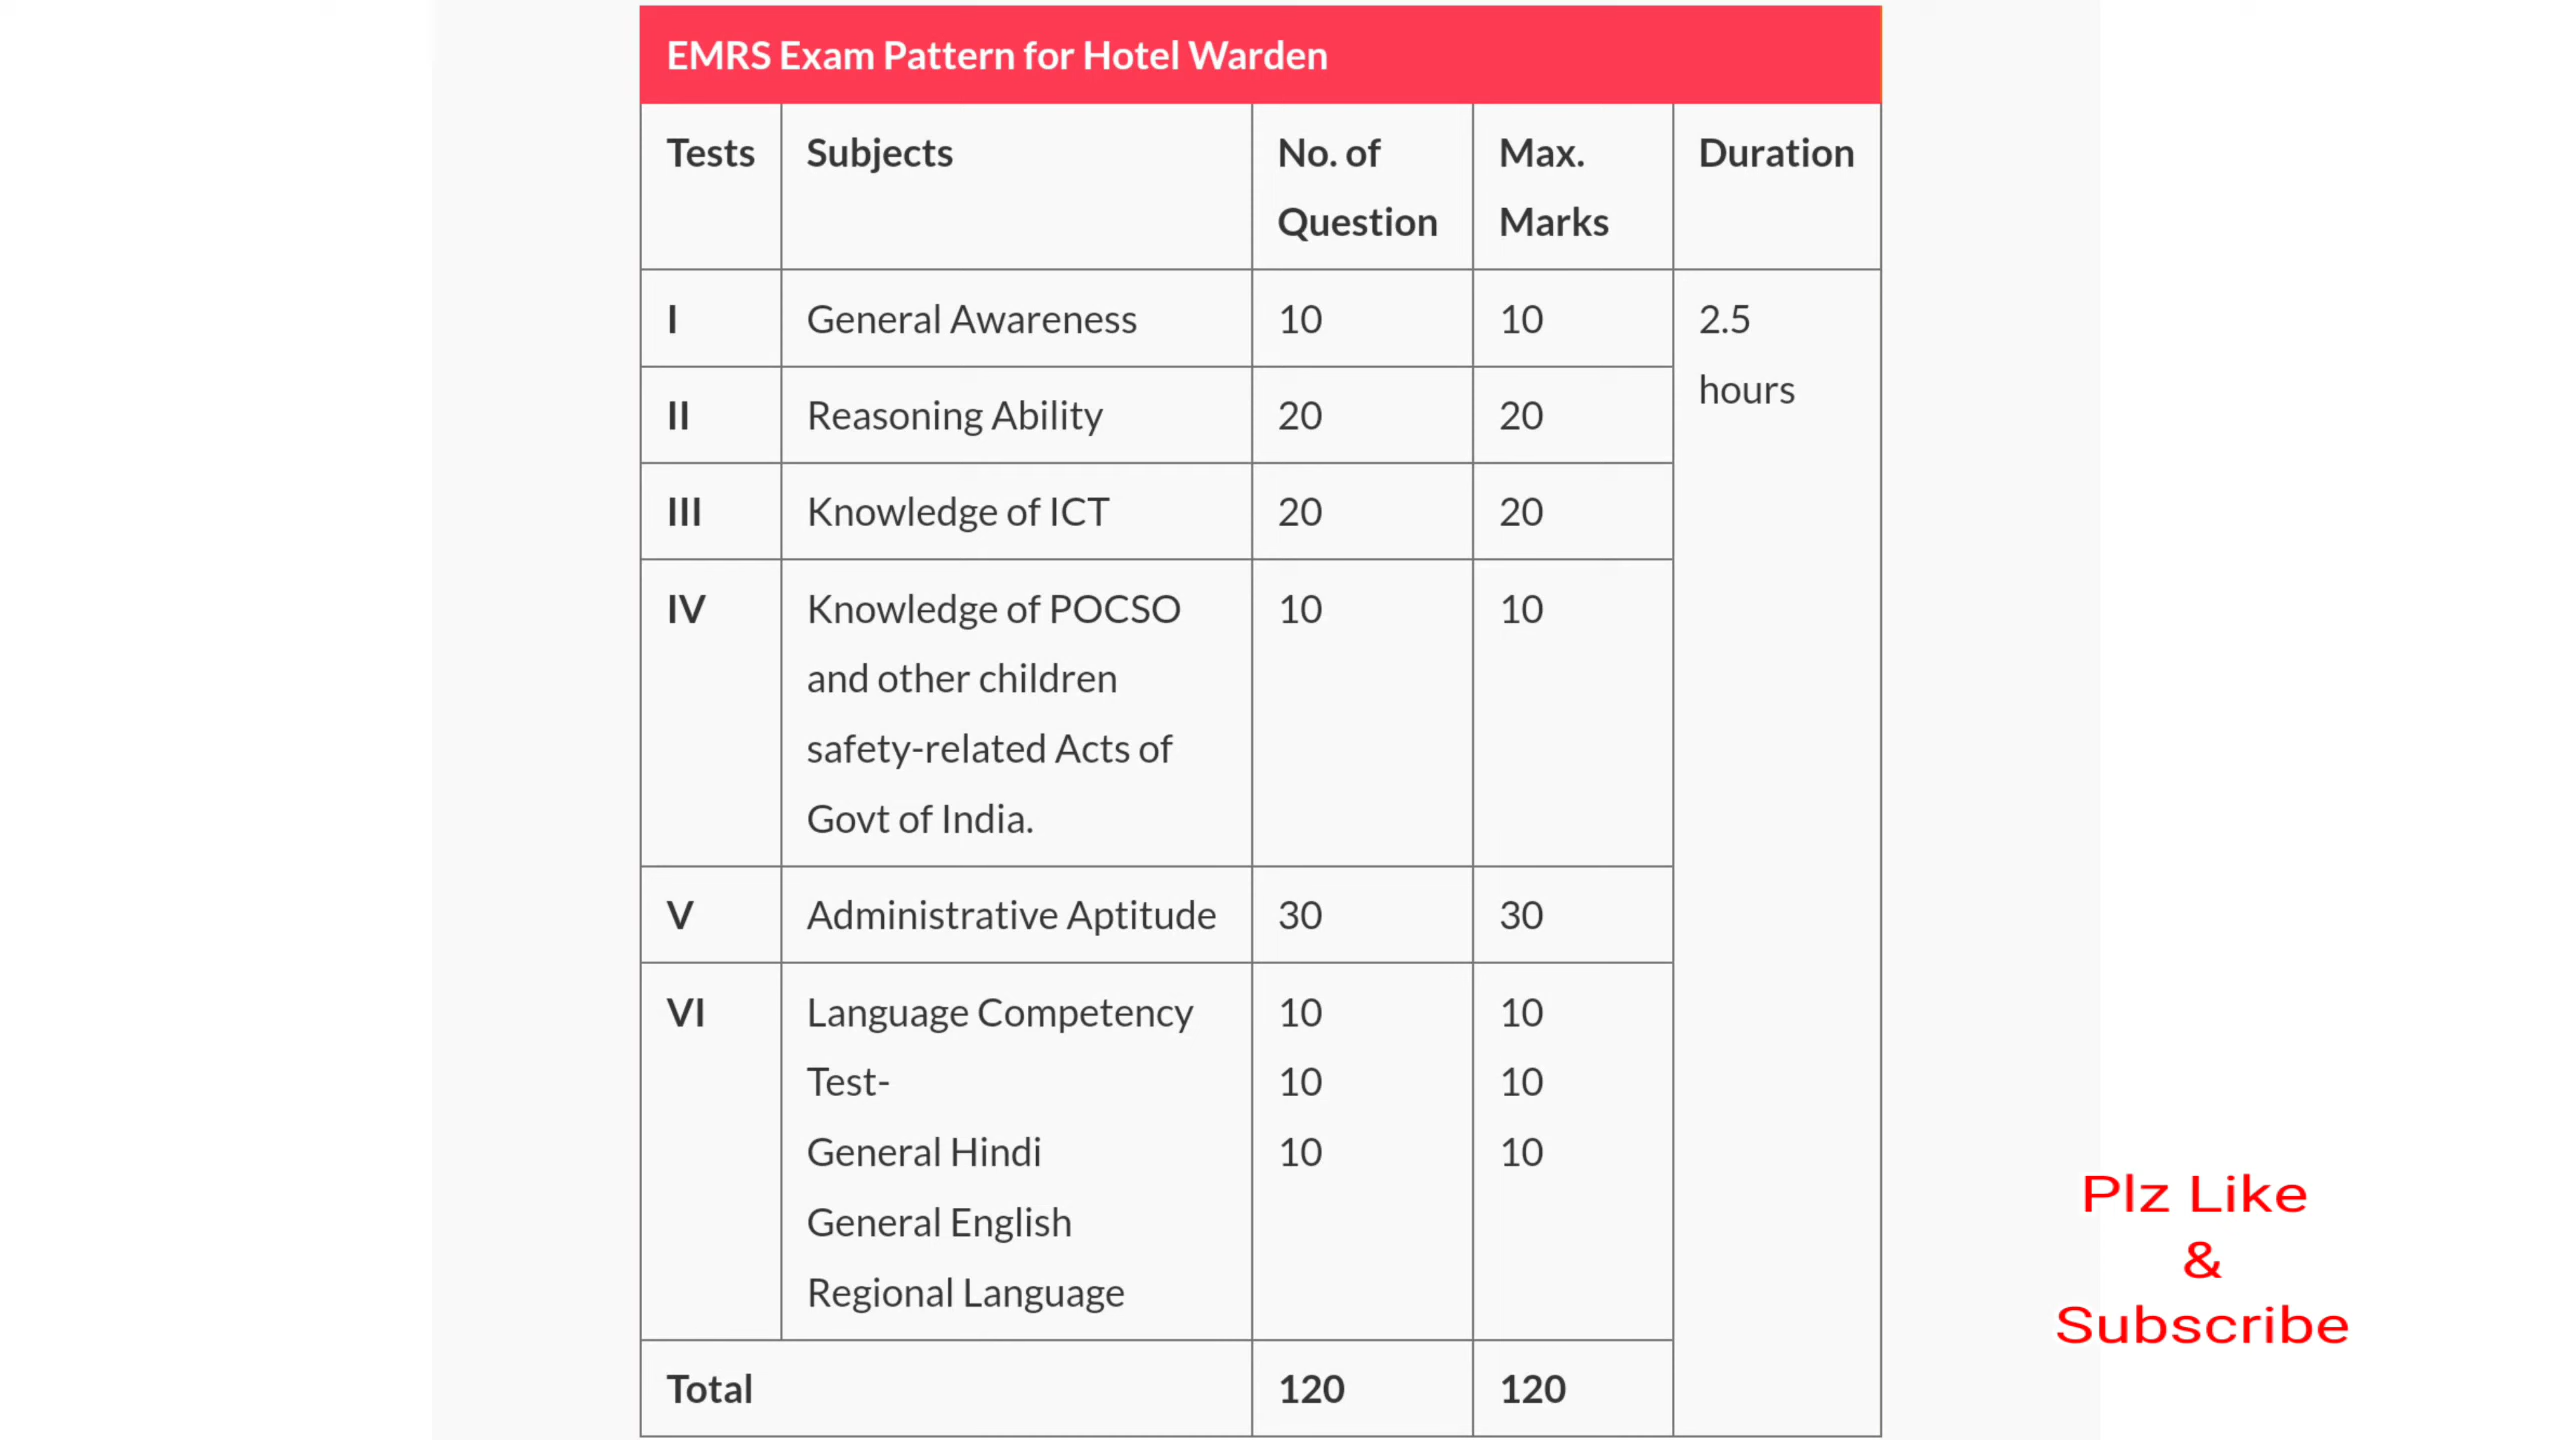 EMRS Exam Pattern for Hotel Warden
Tests Subjects No. of Question Max. Marks Duration
I General Awareness 10 10 2.5 hours
II Reasoning Ability 20 20
III Knowledge of ICT 20 20
IV Knowledge of POCSO 10 10
and other children
safety-related Acts of
Govt of India.
V Administrative Aptitude 30 30
VI Language Competency 10 10
Test- 10 10
General Hindi 10 10
General English
Regional Language
Total 120 120
Plz Like
&
Subscribe